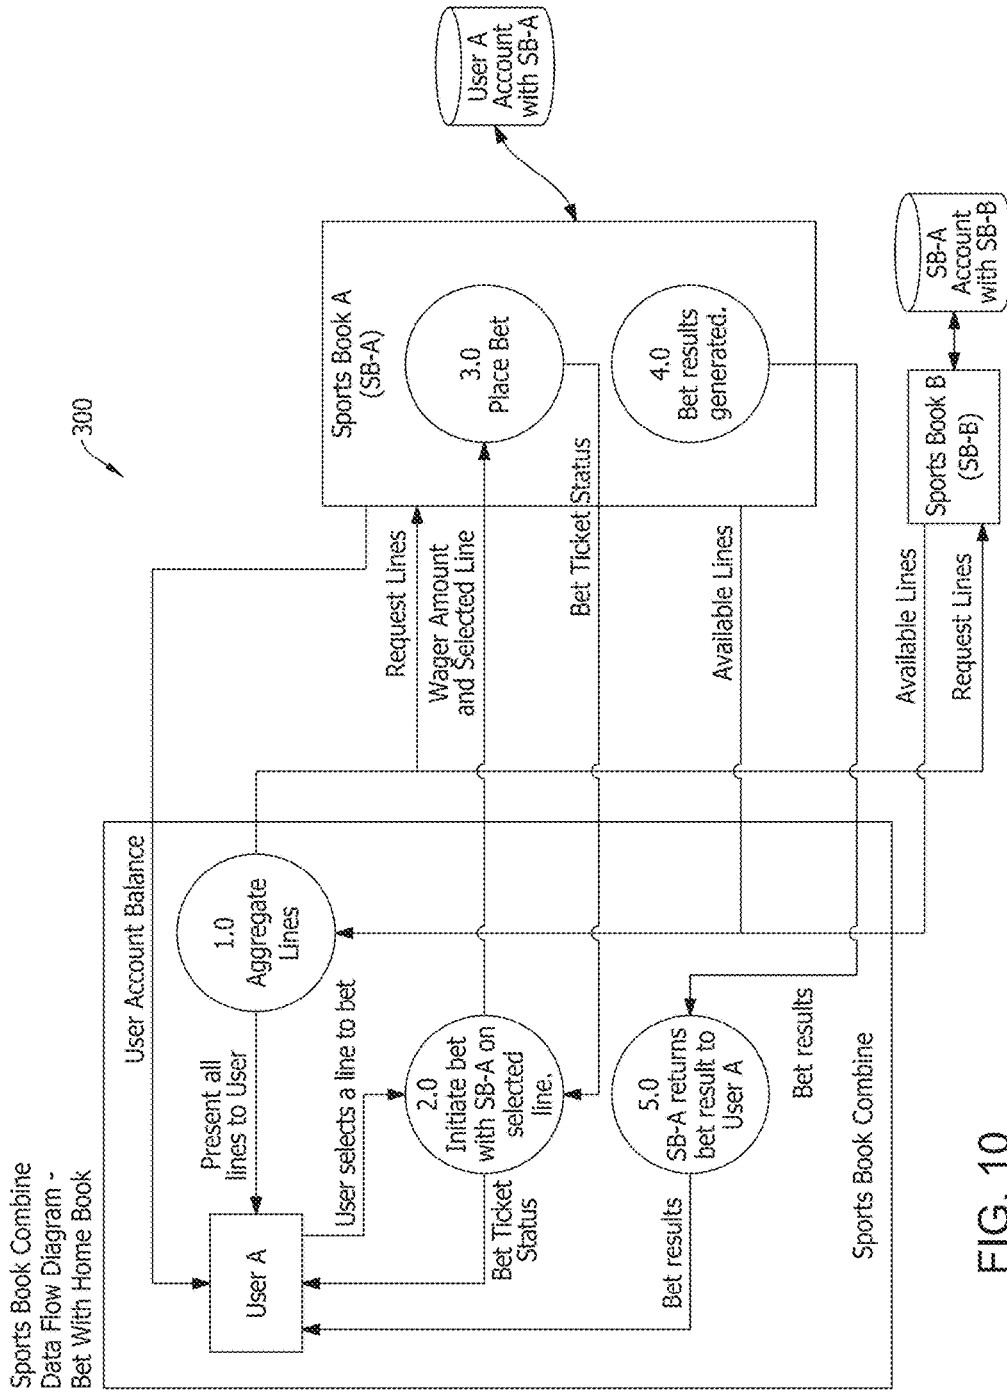 Sports Book Combine
Data Flow Diagram -
Bet With Home Book
300
User Account Balance
User A
Present all
lines to User
1.0
Aggregate
Lines
User selects a line to bet
Request Lines
Wager Amount
and Selected Line
Sports Book A
(SB-A)
3.0
Place Bet
User A
Account
with SB-A
2.0
Initiate bet
with SB-A on
selected
line.
Bet Ticket
Status
Bet Ticket Status
4.0
Bet results
generated.
Available Lines
5.0
SB-A returns
bet result to
User A
Bet results
Bet results
Sports Book Combine
Available Lines
Request Lines
Sports Book B
(SB-B)
SB-A
Account
with SB-B
FIG. 10